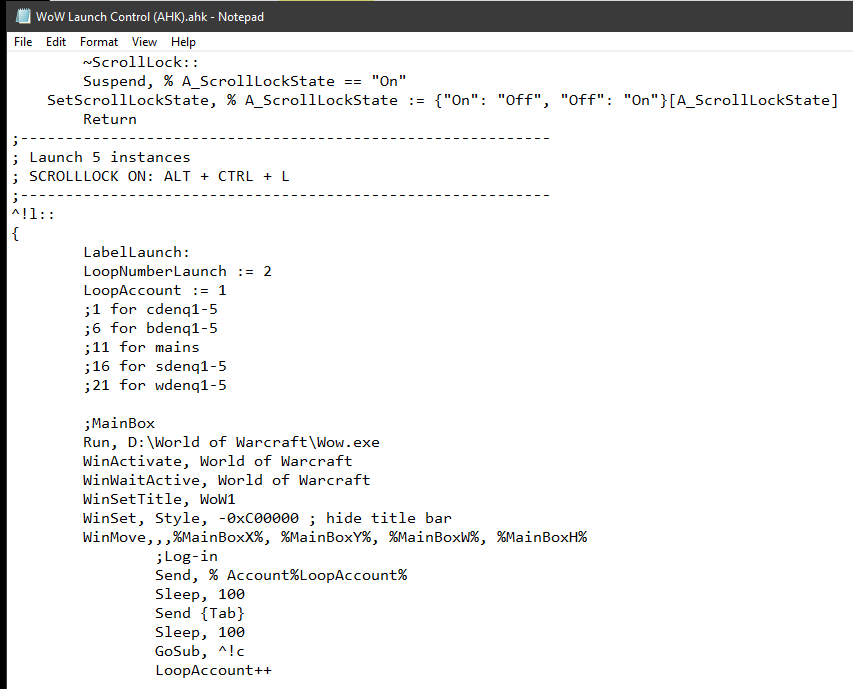 WoW Launch Control (AHK).ahk - Notepad
File Edit Format View Help
~ScrollLock::
Suspend, % A_ScrollLockState == "On"
SetScrollLockState, % A_ScrollLockState := {"On": "Off", "Off": "On"}[A_ScrollLockState]
Return
;-----------------------------------------------------------
; Launch 5 instances
; SCROLLLOCK ON: ALT + CTRL + L
;-----------------------------------------------------------
^!l::
{
LabelLaunch:
LoopNumberLaunch := 2
LoopAccount := 1
;1 for cdenq1-5
;6 for bdenq1-5
;11 for mains
;16 for sdenq1-5
;21 for wdenq1-5
;MainBox
Run, D:\World of Warcraft\Wow.exe
WinActivate, World of Warcraft
WinWaitActive, World of Warcraft
WinSetTitle, WoW1
WinSet, Style, -0xC00000 ; hide title bar
WinMove,,,%MainBoxX%, %MainBoxY%, %MainBoxW%, %MainBoxH%
;Log-in
Send, % Account%LoopAccount%
Sleep, 100
Send {Tab}
Sleep, 100
GoSub, ^!c
LoopAccount++